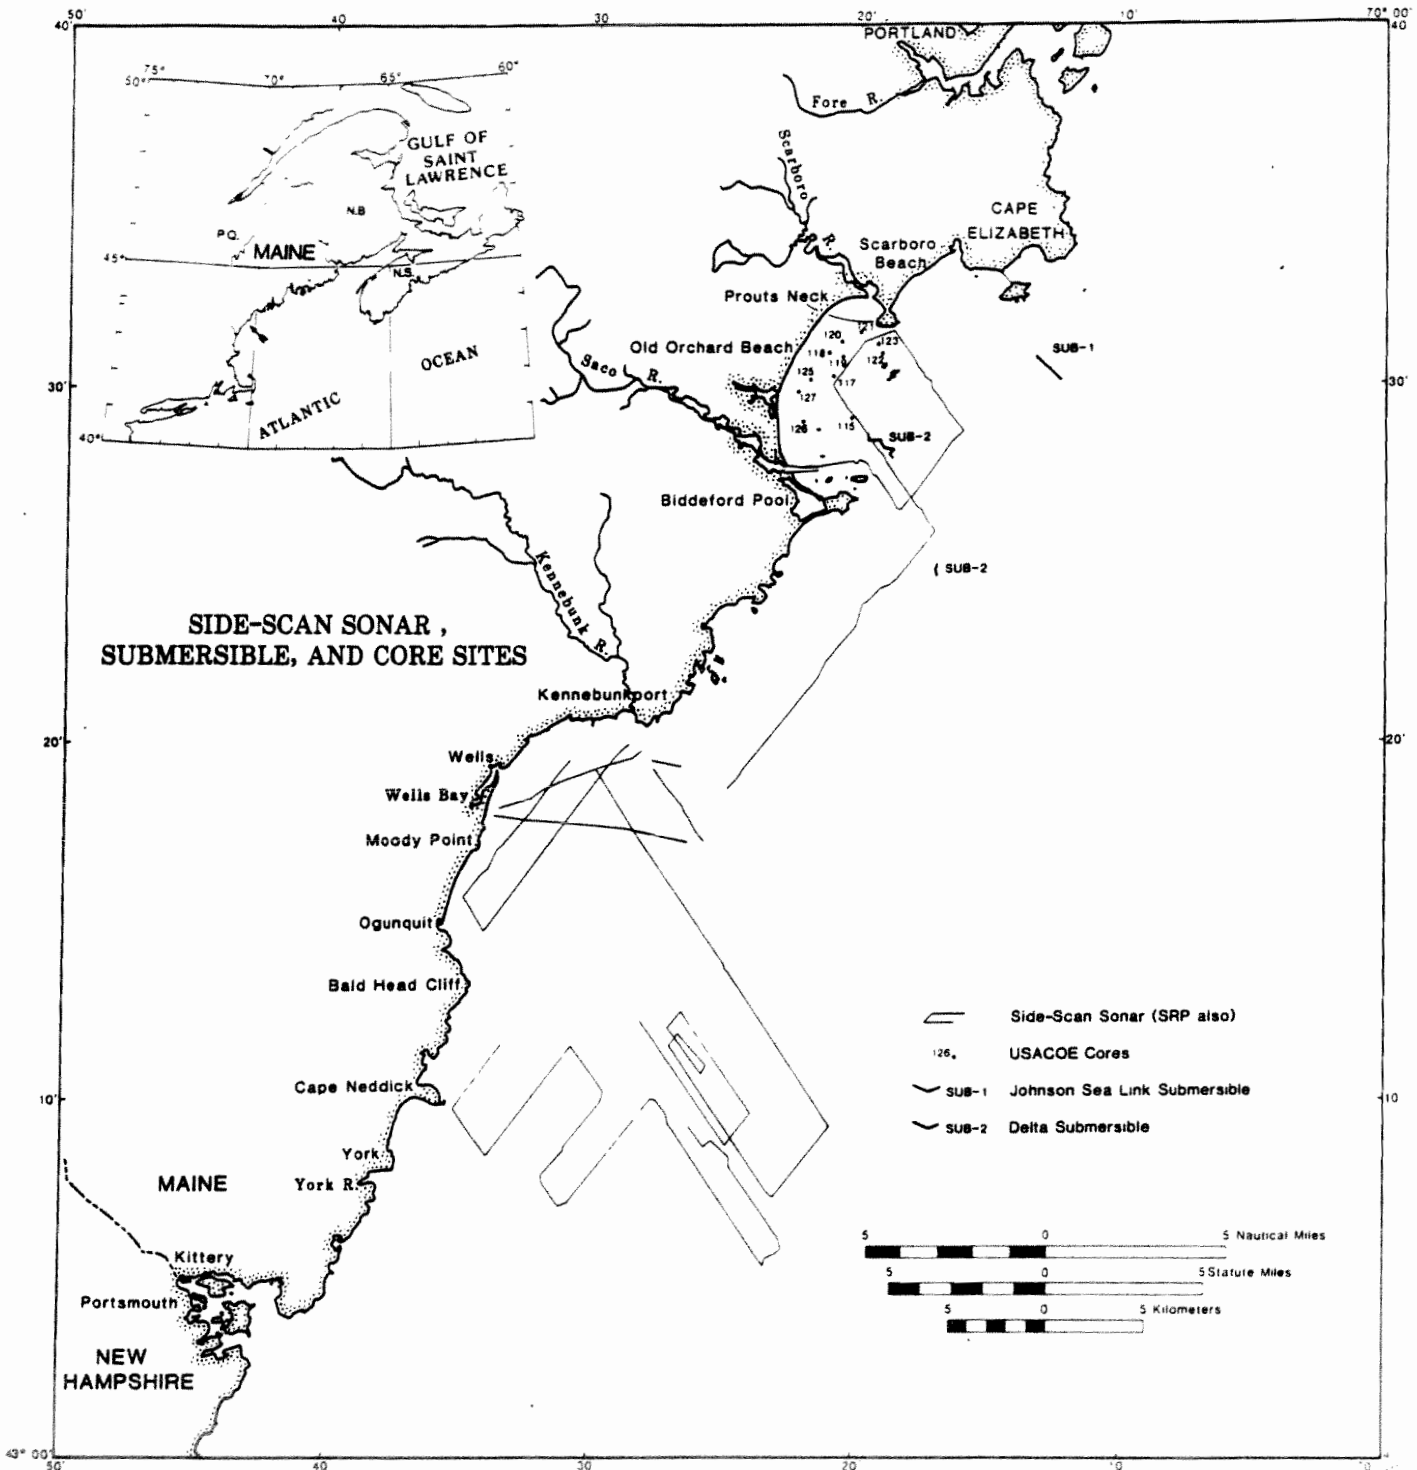 50'
40
30
20'
10'
70° 00'
40'
40
PORTLAND
Fore R.
75°
70°
65°
60°
50°
GULF OF
SAINT
LAWRENCE
Scarboro
R.
N.B
P.Q.
MAINE
45°
N.S.
CAPE
ELIZABETH
Scarboro
Beach
Prouts Neck
OCEAN
ATLANTIC
40°
Old Orchard Beach
Saco R.
121
120
123
118
122
125
117
127
126
115
SUB-1
SUB-2
30'
30'
Biddeford Pool
SUB-2
Kennebunk R.
SIDE-SCAN SONAR ,
SUBMERSIBLE, AND CORE SITES
Kennebunkport
20'
20'
Wells
Wells Bay
Moody Point
Ogunquit
Bald Head Cliff
Side-Scan Sonar (SRP also)
126. USACOE Cores
SUB-1 Johnson Sea Link Submersible
SUB-2 Delta Submersible
Cape Neddick
10'
10
York
York R.
MAINE
Kittery
Portsmouth
NEW
HAMPSHIRE
5 0 5 Nautical Miles
5 0 5 Stature Miles
5 0 5 Kilometers
43° 00'
50'
40
30
20